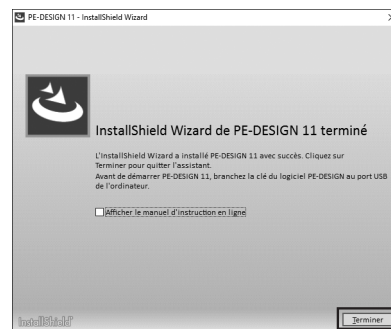 PE-DESIGN 11 - InstallShield Wizard
InstallShield Wizard de PE-DESIGN 11 terminé
L'InstallShield Wizard a installé PE-DESIGN 11 avec succès. Cliquez sur
Terminer pour quitter l'assistant.
Avant de démarrer PE-DESIGN 11, branchez la clé du logiciel PE-DESIGN au port USB
de l'ordinateur.
Afficher le manuel d'instruction en ligne
InstallShield
Terminer